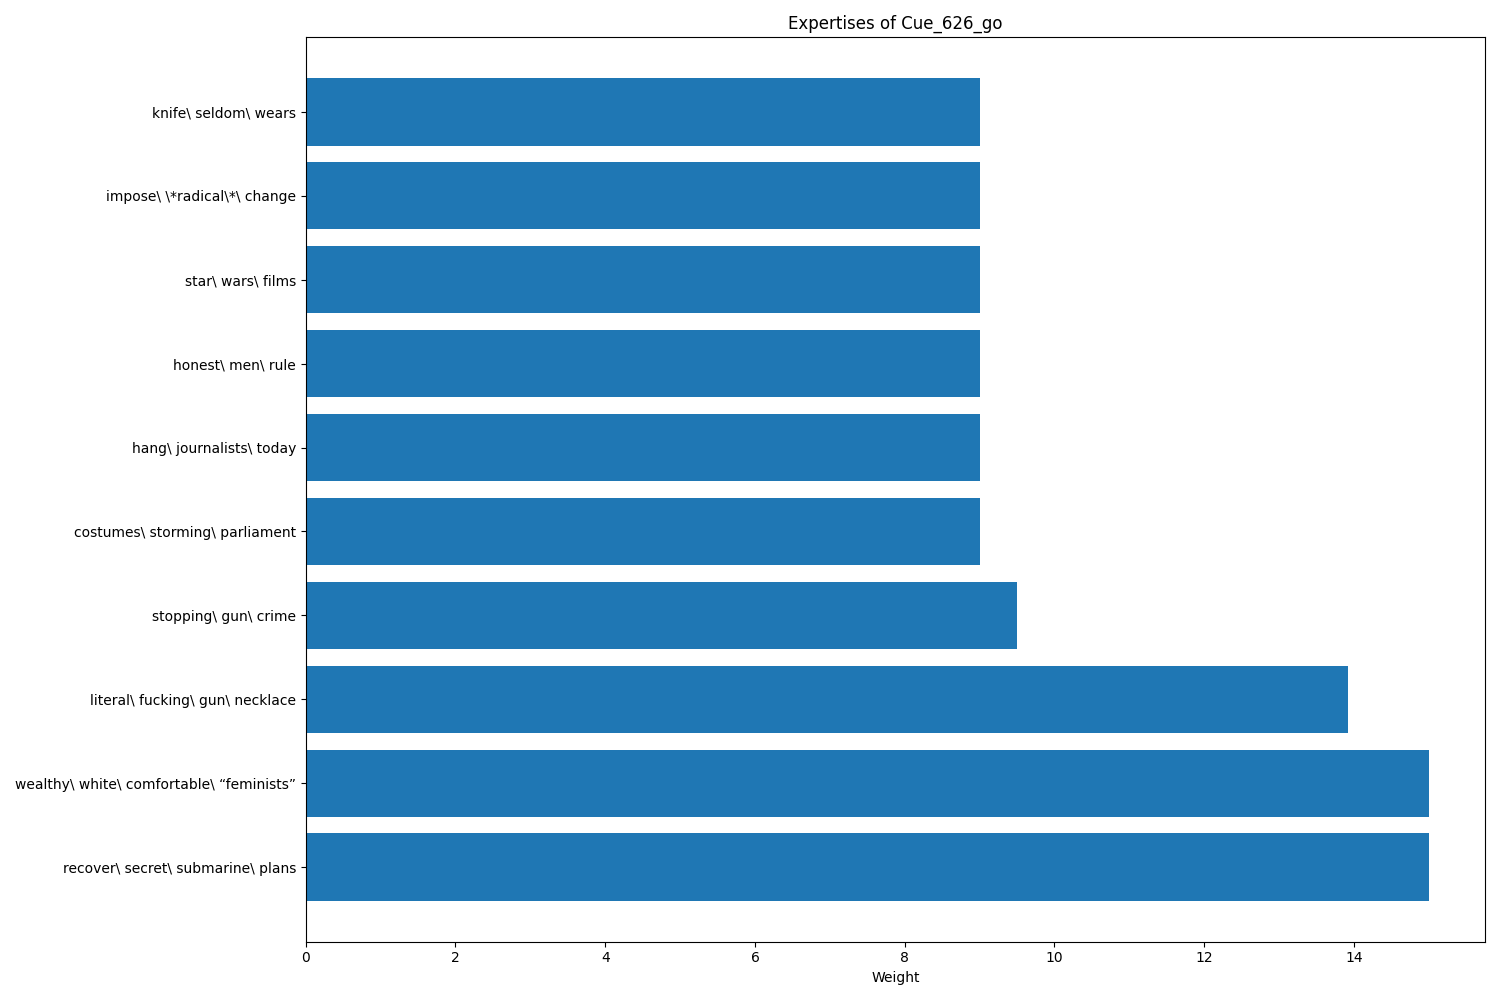 Expertises of Cue_626_go
knife\ seldom\ wears
impose\ \*radical\*\ change
star\ wars\ films
honest\ men\ rule
hang\ journalists\ today
costumes\ storming\ parliament
stopping\ gun\ crime
literal\ fucking\ gun\ necklace
wealthy\ white\ comfortable\ “feminists”
recover\ secret\ submarine\ plans
0 2 4 6 8 10 12 14
Weight